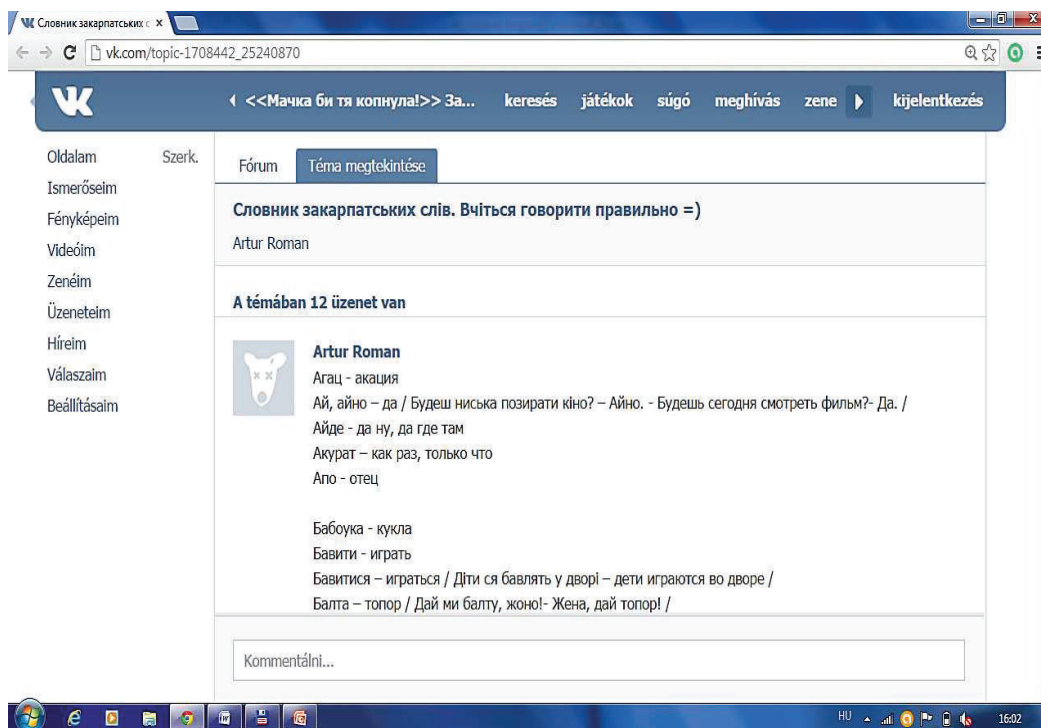 Словник закарпатських с
vk.com/topic-1708442_25240870
<<Мачка би тя копнула!>> За... keresés játékok súgó meghívás zene kijelentkezés
Oldalam Szerk.
Ismerőseim
Fényképeim
Videóim
Zenéim
Üzeneteim
Híreim
Válaszaim
Beállításaim
Fórum Téma megtekintése
Словник закарпатських слів. Вчіться говорити правильно =)
Artur Roman
A témában 12 üzenet van
Artur Roman
Агац - акация
Ай, айно – да / Будеш ниська позирати кіно? – Айно. - Будешь сегодня смотреть фильм?- Да. /
Айде - да ну, да где там
Акурат – как раз, только что
Апо - отец
Бабоука - кукла
Бавити - играть
Бавитися – играться / Діти ся бавлять у дворі – дети играются во дворе /
Балта – топор / Дай ми балту, жоно!- Жена, дай топор! /
Kommentálni...
HU 16:02